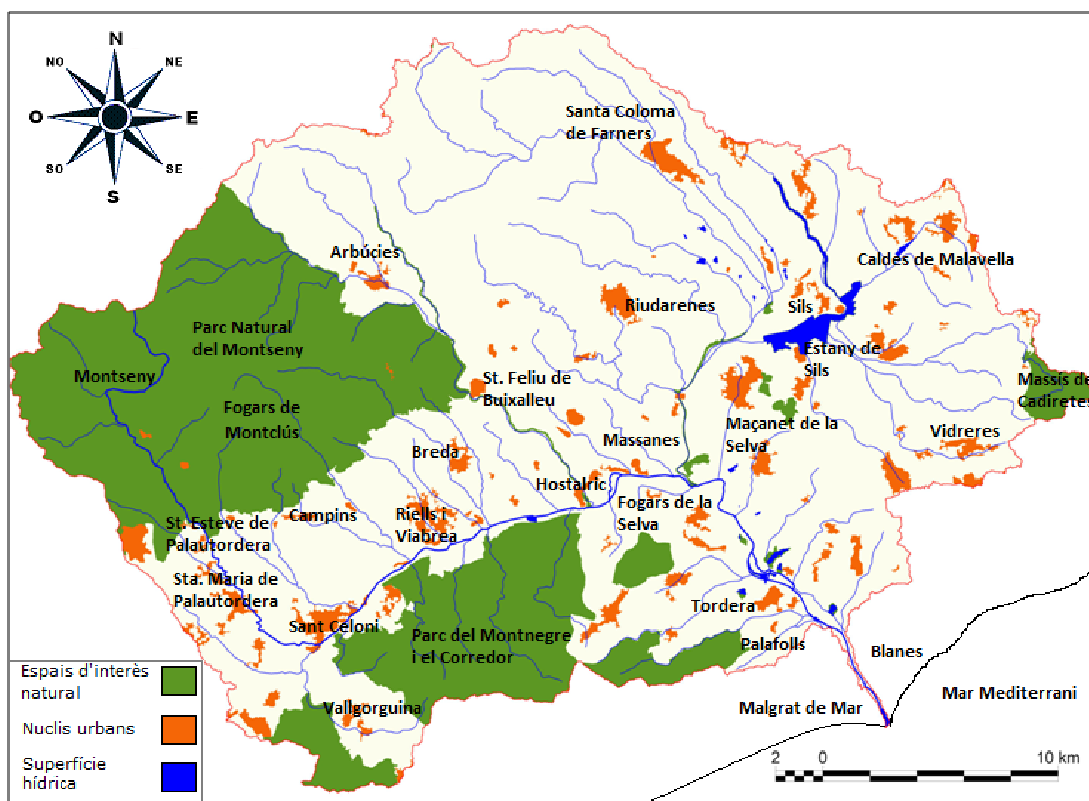 N
NO
NE
O
E
SO
SE
S
Santa Coloma
de Farners
Arbúcies
Caldes de Malavella
Riudarenes
Sils
Parc Natural
del Montseny
Estany de
Sils
Montseny
St. Feliu de
Buixalleu
Massís de
Cadiretes
Fogars de
Montclús
Maçanet de la
Selva
Vidreres
Massanes
Breda
Hostalric
Fogars de la
Selva
Campins
Riells i
Viabrea
St. Esteve de
Palautordera
Sta. Maria de
Palautordera
Sant Celoni
Tordera
Parc del Montnegre
i el Corredor
Palafolls
Blanes
Vallgorguina
Malgrat de Mar
Mar Mediterrani
Espais d'interès
natural
Nuclis urbans
Superfície
hídrica
2 0 10 km